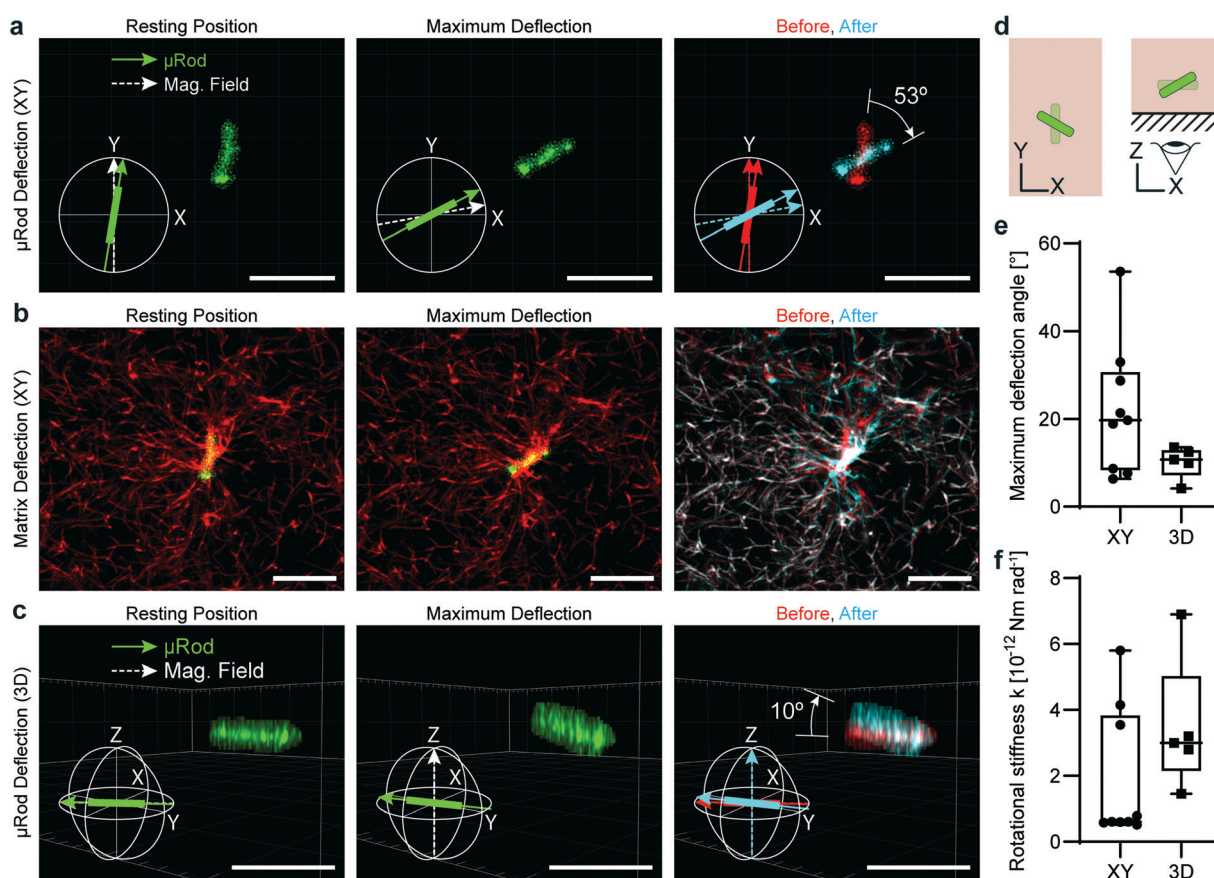 a
Resting Position
Maximum Deflection
Before, After
µRod Deflection (XY)
µRod
Mag. Field
Y
X
Y
X
53º
Y
X
b
Resting Position
Maximum Deflection
Before, After
Matrix Deflection (XY)
c
Resting Position
Maximum Deflection
Before, After
µRod Deflection (3D)
µRod
Mag. Field
Z
X
Y
Z
X
Y
10º
Z
X
Y
d
Y
X
Z
X
e
Maximum deflection angle [°]
60
40
20
0
XY 3D
f
Rotational stiffness k [10⁻¹² Nm rad⁻¹]
8
6
4
2
0
XY 3D